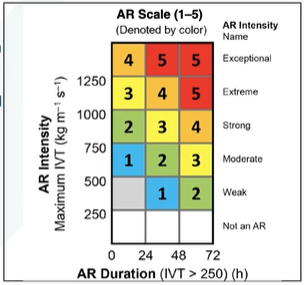 AR Scale (1–5)
(Denoted by color)
AR Intensity
Name
4 5 5 Exceptional
1250
3 4 5 Extreme
1000
2 3 4 Strong
750
1 2 3 Moderate
500
1 2 Weak
250
Not an AR
0 24 48 72
AR Duration (IVT > 250) (h)
AR Intensity
Maximum IVT (kg m⁻¹ s⁻¹)